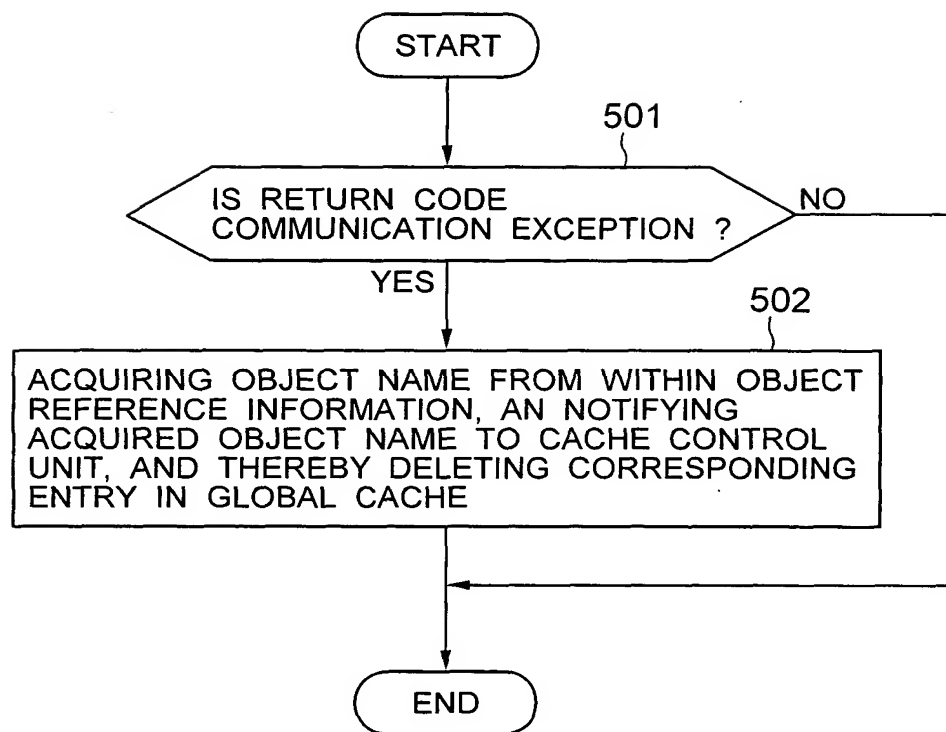 START
501
IS RETURN CODE
COMMUNICATION EXCEPTION ?
NO
YES
502
ACQUIRING OBJECT NAME FROM WITHIN OBJECT
REFERENCE INFORMATION, AN NOTIFYING
ACQUIRED OBJECT NAME TO CACHE CONTROL
UNIT, AND THEREBY DELETING CORRESPONDING
ENTRY IN GLOBAL CACHE
END